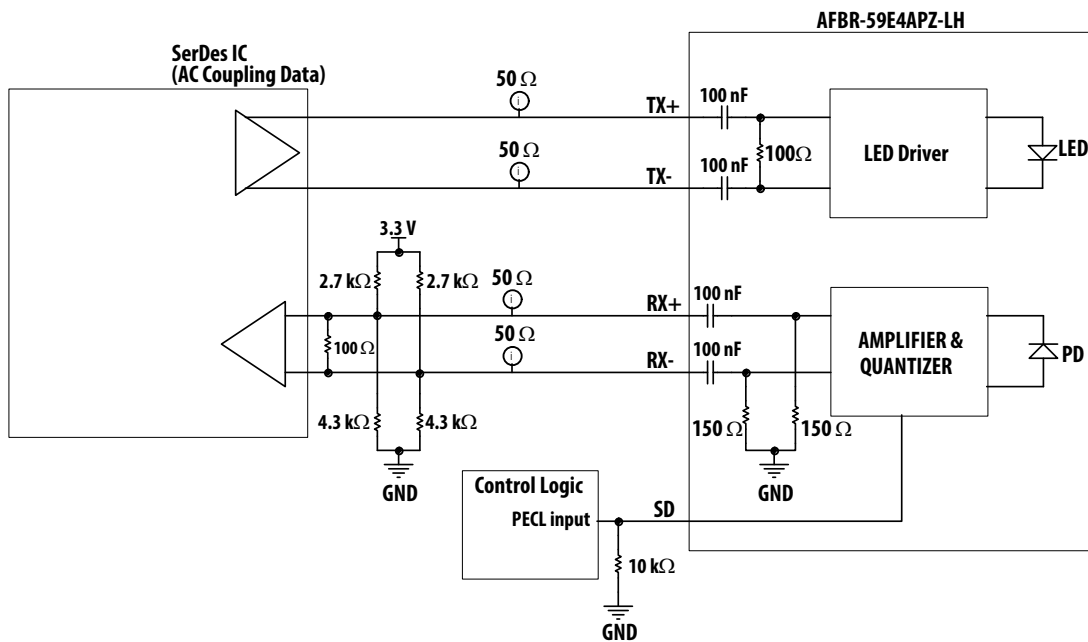 AFBR-59E4APZ-LH
SerDes IC
(AC Coupling Data)
50 Ω
i
TX+
100 nF
100Ω
LED Driver
LED
50 Ω
i
TX-
100 nF
3.3 V
2.7 kΩ
2.7 kΩ
50 Ω
i
RX+
100 nF
100 Ω
50 Ω
i
RX-
100 nF
AMPLIFIER &
QUANTIZER
PD
4.3 kΩ
4.3 kΩ
150 Ω
150 Ω
GND
GND
Control Logic
PECL input
SD
10 kΩ
GND